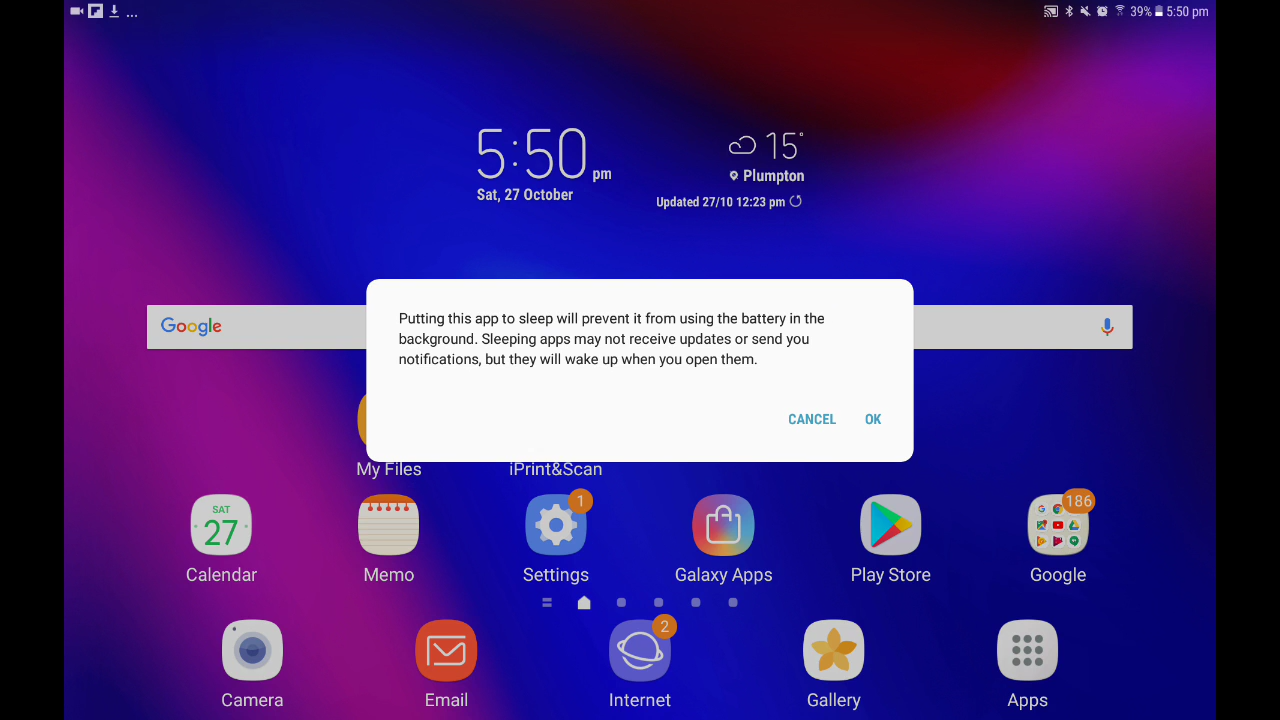 ... 39% 5:50 pm
5:50 pm
Sat, 27 October
15°
Plumpton
Updated 27/10 12:23 pm
Google
Putting this app to sleep will prevent it from using the battery in the
background. Sleeping apps may not receive updates or send you
notifications, but they will wake up when you open them.
CANCEL OK
My Files iPrint&Scan
SAT
27
1
186
Calendar Memo Settings Galaxy Apps Play Store Google
2
Camera Email Internet Gallery Apps